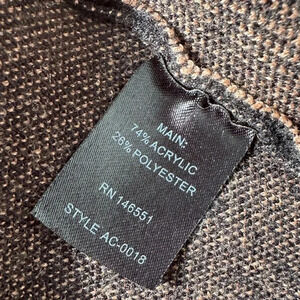 MAIN:
74% ACRYLIC
26% POLYESTER
RN 146551
STYLE AC-0018